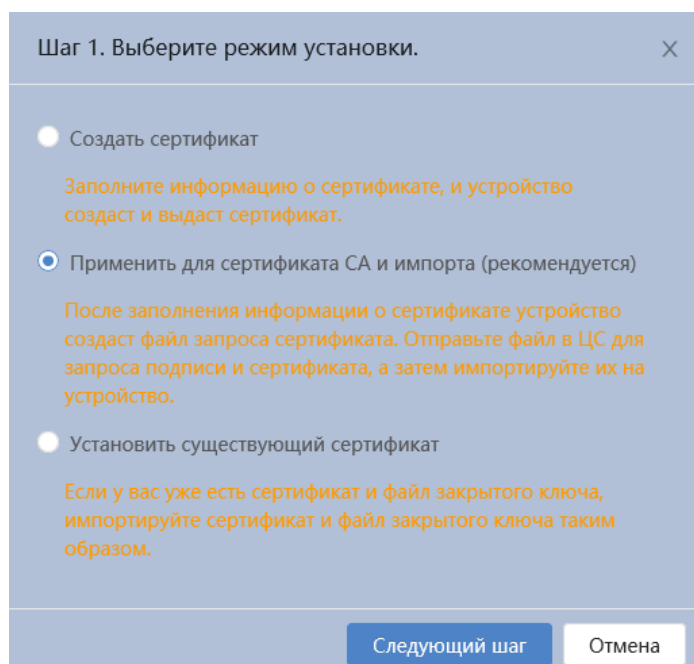 Шаг 1. Выберите режим установки.
Создать сертификат
Заполните информацию о сертификате, и устройство
создаст и выдаст сертификат.
Применить для сертификата CA и импорта (рекомендуется)
После заполнения информации о сертификате устройство
создаст файл запроса сертификата. Отправьте файл в ЦС для
запроса подписи и сертификата, а затем импортируйте их на
устройство.
Установить существующий сертификат
Если у вас уже есть сертификат и файл закрытого ключа,
импортируйте сертификат и файл закрытого ключа таким
образом.
Следующий шаг
Отмена